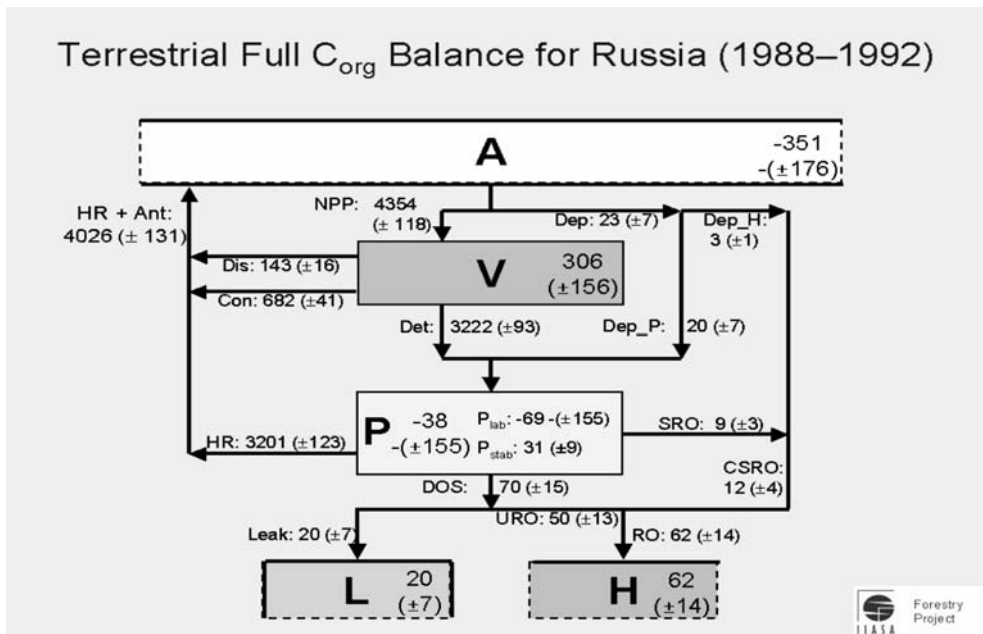 Terrestrial Full Corg Balance for Russia (1988–1992)
A
-351
-(±176)
HR + Ant:
4026 (± 131)
NPP: 4354
(± 118)
Dep: 23 (±7)
Dep_H:
3 (±1)
Dis: 143 (±16)
V
306
(±156)
Con: 682 (±41)
Det: 3222 (±93)
Dep_P: 20 (±7)
P
-38
-(±155)
Plab: -69 -(±155)
Pstab: 31 (±9)
SRO: 9 (±3)
HR: 3201 (±123)
CSRO:
12 (±4)
DOS: 70 (±15)
URO: 50 (±13)
Leak: 20 (±7)
RO: 62 (±14)
L
20
(±7)
H
62
(±14)
IIASA
Forestry
Project